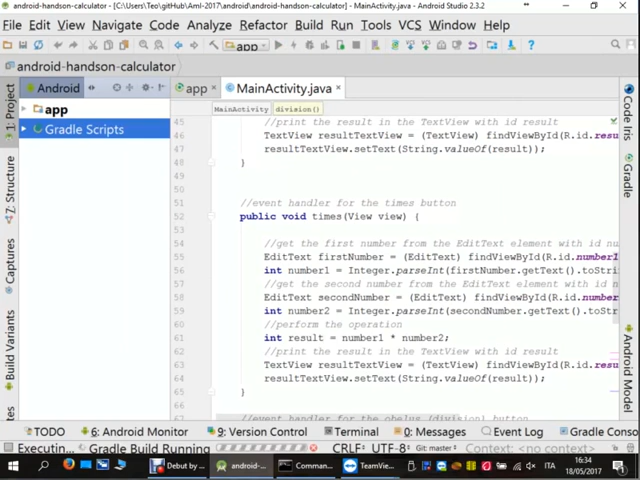 android-handson-calculator - [C:\Users\Teo\gitHub\Aml-2017\android\android-handson-calculator] - MainActivity.java - Android Studio 2.3.2
File Edit View Navigate Code Analyze Refactor Build Run Tools VCS Window Help
app
android-handson-calculator
Android
app
MainActivity.java
MainActivity
division()
app
Gradle Scripts
1: Project
7: Structure
Captures
Build Variants
Code Iris
Gradle
Android Model
45 //print the result in the TextView with id result
46 TextView resultTextView = (TextView) findViewById(R.id.resu
47 resultTextView.setText(String.valueOf(result));
48 }
49
50
51 //event handler for the times button
52 public void times(View view) {
53
54 //get the first number from the EditText element with id nu
55 EditText firstNumber = (EditText) findViewById(R.id.number1
56 int number1 = Integer.parseInt(firstNumber.getText().toStri
57 //get the second number from the EditText element with id n
58 EditText secondNumber = (EditText) findViewById(R.id.number
59 int number2 = Integer.parseInt(secondNumber.getText().toStr
60 //perform the operation
61 int result = number1 * number2;
62 //print the result in the TextView with id result
63 TextView resultTextView = (TextView) findViewById(R.id.resu
64 resultTextView.setText(String.valueOf(result));
65 }
66
67 //event handler for the obelus (division) button
TODO 6: Android Monitor 9: Version Control Terminal 0: Messages Event Log Gradle Conso
Executin... Gradle Build Running CRLF÷ UTF-8÷ Git: master÷ Context: <no context>
Debut by ... android-... Comman... TeamVie... ITA 16:34
18/05/2017